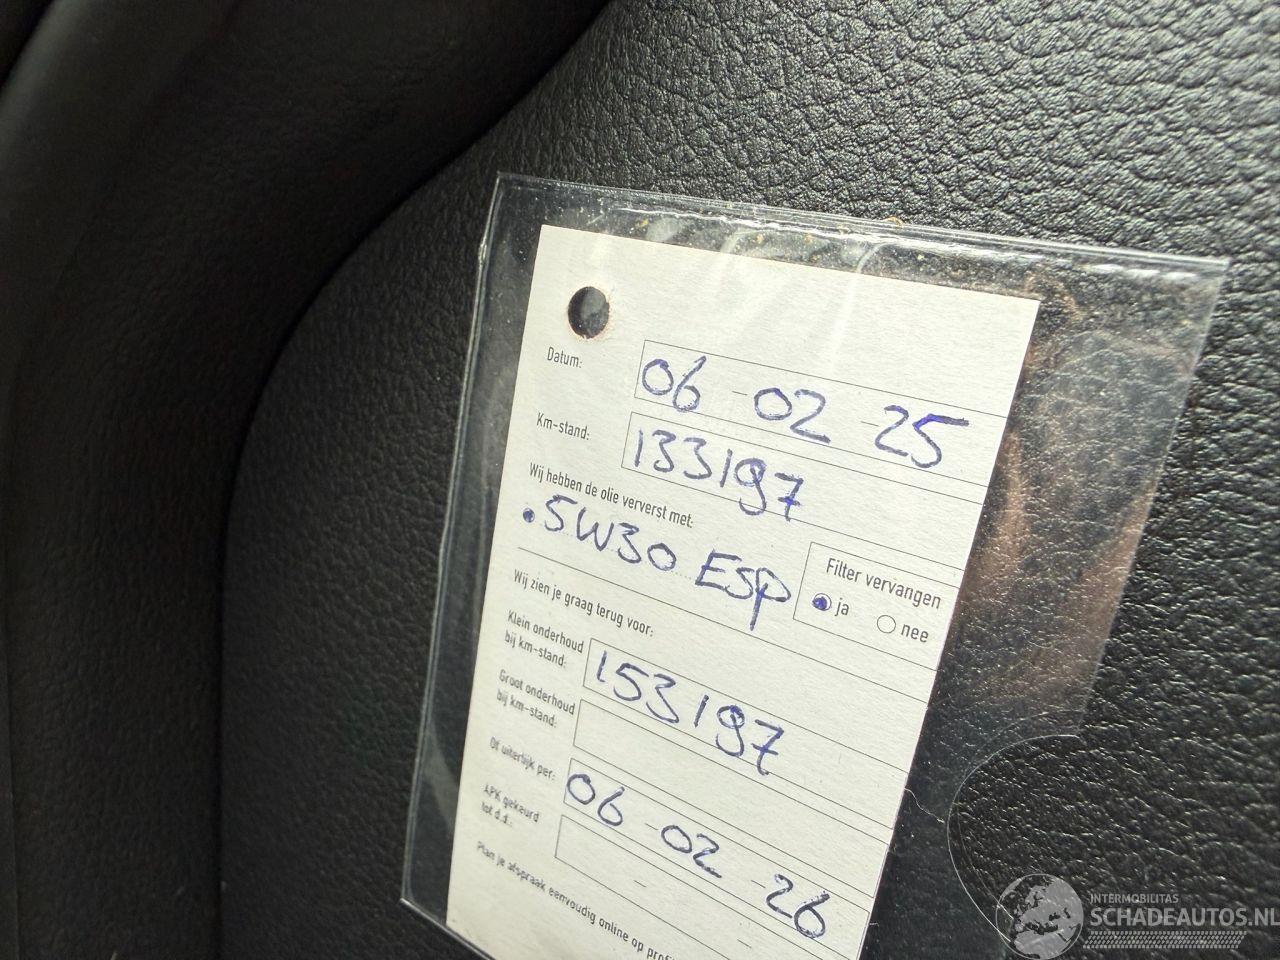 Datum: 06-02-25
Km-stand: 133197
Wij hebben de olie ververst met:
.5W30 ESP
Filter vervangen
ja nee
Wij zien je graag terug voor:
Klein onderhoud
bij km-stand: 153197
Groot onderhoud
bij km-stand:
Of uiterlijk per: 06-02-26
APK gekeurd
tot d.d.: - -
Plan je afspraak eenvoudig online op
INTERMOBILITAS
SCHADEAUTOS.NL